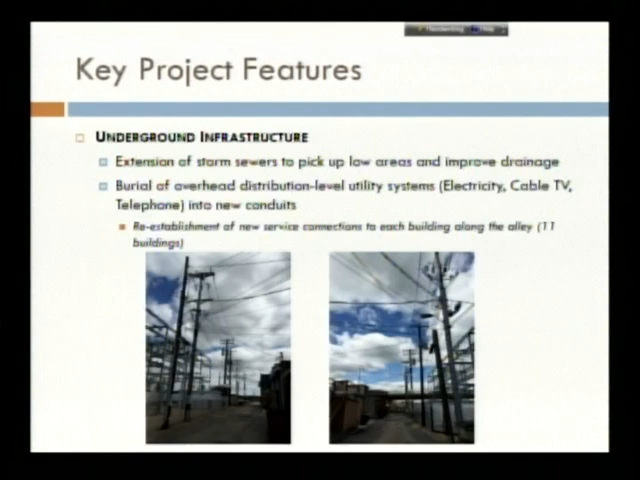 Key Project Features
UNDERGROUND INFRASTRUCTURE
Extension of storm sewers to pick up low areas and improve drainage
Burial of overhead distribution-level utility systems (Electricity, Cable TV,
Telephone) into new conduits
Re-establishment of new service connections to each building along the alley (11
buildings)